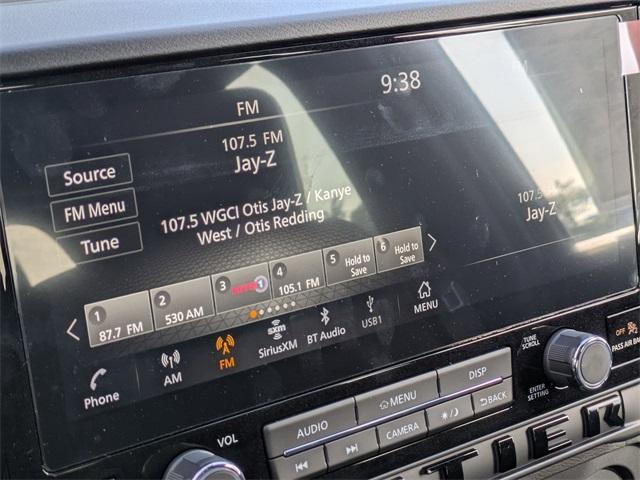 9:38
FM
107.5 FM
Jay-Z
Source
FM Menu
Tune
107.5 WGCI Otis Jay-Z / Kanye
West / Otis Redding
107.5
Jay-Z
1
87.7 FM
2
530 AM
3
4
105.1 FM
5
Hold to
Save
6
Hold to
Save
Phone
AM
FM
sxm
SiriusXM
BT Audio
USB1
MENU
VOL
AUDIO
MENU
DISP
CAMERA
BACK
TUNE
SCROLL
ENTER
SETTING
OFF
PASS AIR BAG
TIER